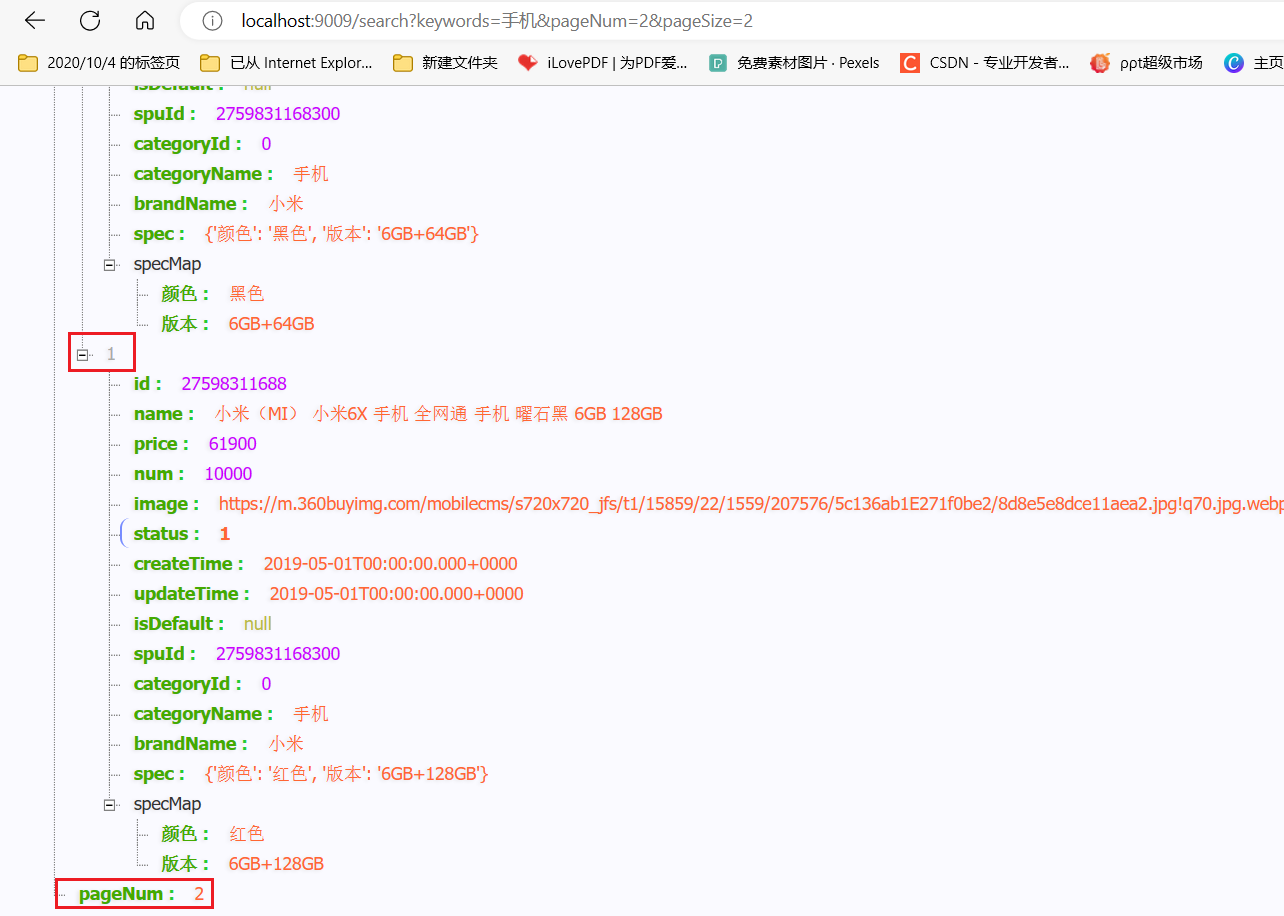 localhost:9009/search?keywords=手机&pageNum=2&pageSize=2
2020/10/4 的标签页 已从 Internet Explor... 新建文件夹 iLovePDF | 为PDF爱... P 免费素材图片 · Pexels C CSDN - 专业开发者... ppt超级市场 C 主页
isDefault : null
spuId : 2759831168300
categoryId : 0
categoryName : 手机
brandName : 小米
spec : {'颜色': '黑色', '版本': '6GB+64GB'}
specMap
颜色 : 黑色
版本 : 6GB+64GB
1
id : 27598311688
name : 小米（MI） 小米6X 手机 全网通 手机 曜石黑 6GB 128GB
price : 61900
num : 10000
image : https://m.360buyimg.com/mobilecms/s720x720_jfs/t1/15859/22/1559/207576/5c136ab1E271f0be2/8d8e5e8dce11aea2.jpg!q70.jpg.webp
status : 1
createTime : 2019-05-01T00:00:00.000+0000
updateTime : 2019-05-01T00:00:00.000+0000
isDefault : null
spuId : 2759831168300
categoryId : 0
categoryName : 手机
brandName : 小米
spec : {'颜色': '红色', '版本': '6GB+128GB'}
specMap
颜色 : 红色
版本 : 6GB+128GB
pageNum : 2